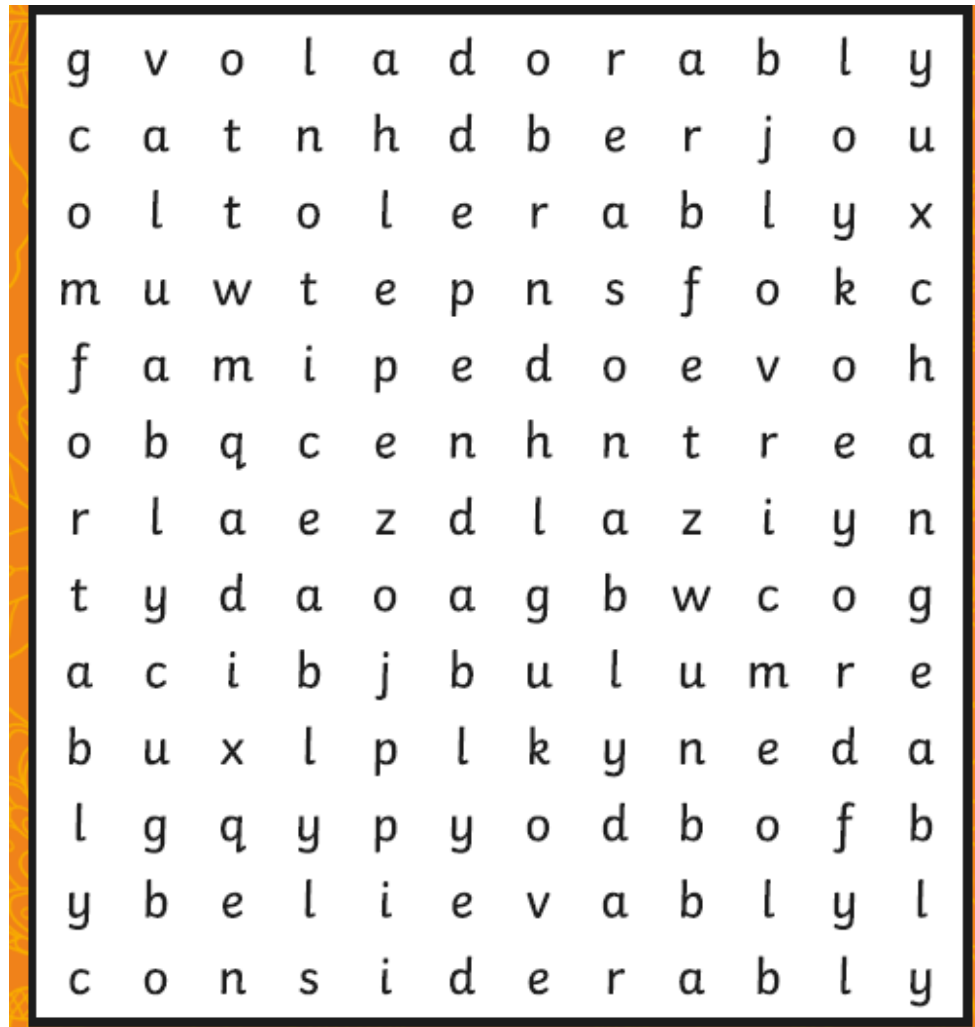 g v o l a d o r a b l y
c a t n h d b e r j o u
o l t o l e r a b l y x
m u w t e p n s f o k c
f a m i p e d o e v o h
o b q c e n h n t r e a
r l a e z d l a z i y n
t y d a o a g b w c o g
a c i b j b u l u m r e
b u x l p l k y n e d a
l g q y p y o d b o f b
y b e l i e v a b l y l
c o n s i d e r a b l y